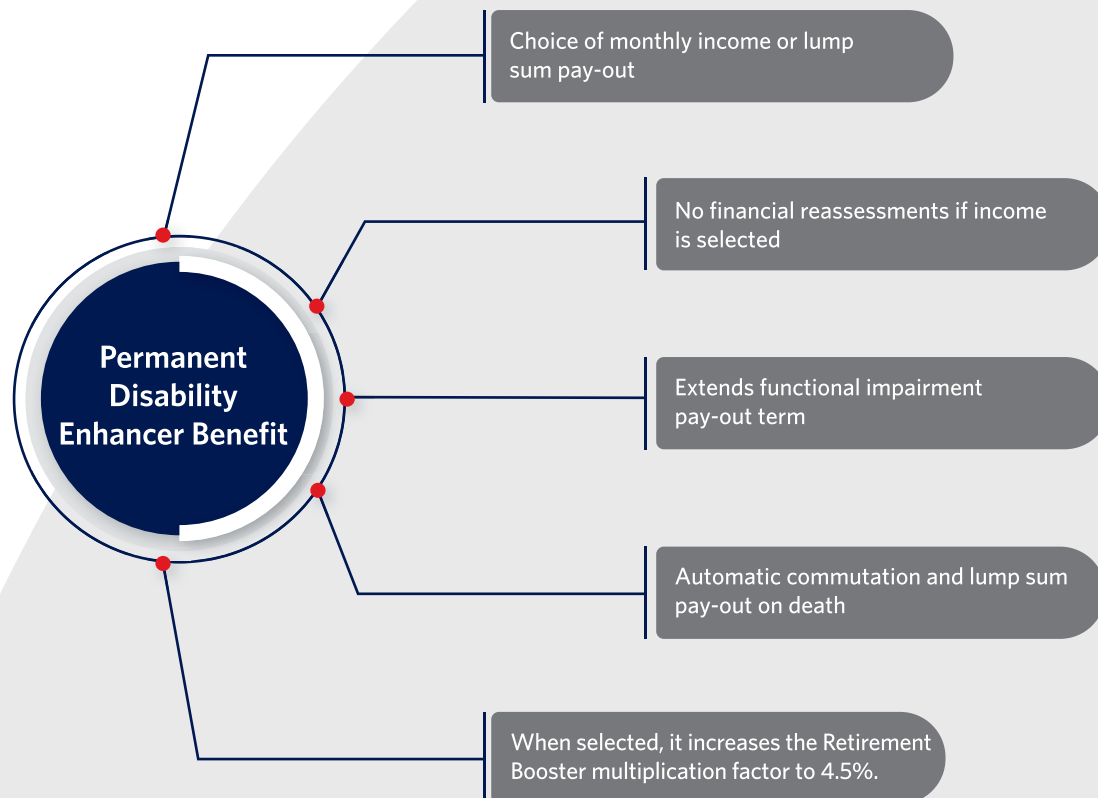 Choice of monthly income or lump
sum pay-out
No financial reassessments if income
is selected
Permanent
Disability
Enhancer Benefit
Extends functional impairment
pay-out term
Automatic commutation and lump sum
pay-out on death
When selected, it increases the Retirement
Booster multiplication factor to 4.5%.